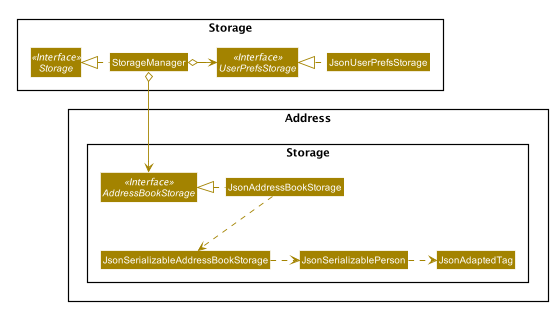 Storage
«Interface»
Storage
StorageManager
«Interface»
UserPrefsStorage
JsonUserPrefsStorage
Address
Storage
«Interface»
AddressBookStorage
JsonAddressBookStorage
JsonSerializableAddressBookStorage
JsonSerializablePerson
JsonAdaptedTag